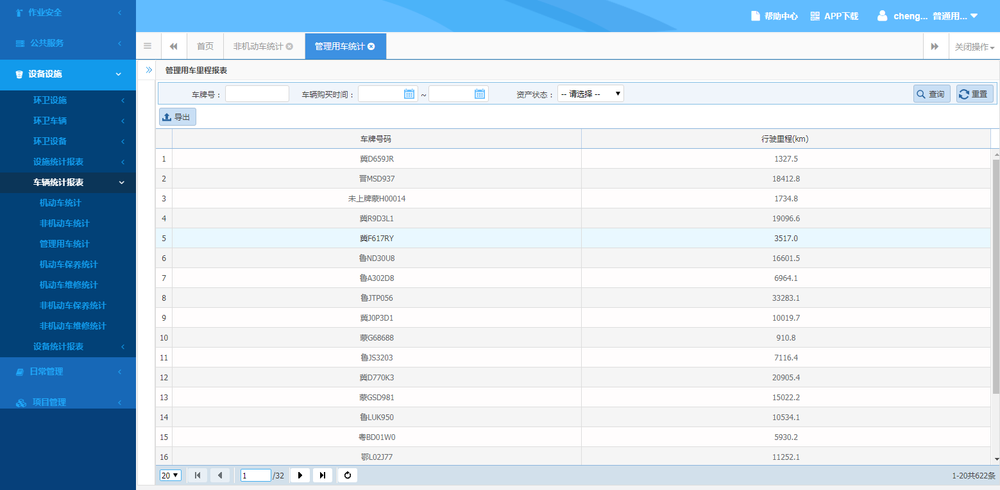 作业安全
公共服务
设备设施
环卫设施
环卫车辆
环卫设备
设施统计报表
车辆统计报表
机动车统计
非机动车统计
管理用车统计
机动车保养统计
机动车维修统计
非机动车保养统计
非机动车维修统计
设备统计报表
日常管理
项目管理
帮助中心 APP下载 cheng... 普通用...
首页 非机动车统计 管理用车统计 关闭操作
管理用车里程报表
车牌号： 车辆购买时间： ~ 资产状态： -- 请选择 -- 查询 重置
导出
车牌号码 行驶里程(km)
1 冀D659JR 1327.5
2 晋MSD937 18412.8
3 未上牌蒙H00014 1734.8
4 冀R9D3L1 19096.6
5 冀F617RY 3517.0
6 鲁ND30U8 16601.5
7 鲁A302D8 6964.1
8 鲁JTP056 33283.1
9 冀J0P3D1 10019.7
10 蒙G68688 910.8
11 鲁JS3203 7116.4
12 冀D770K3 20905.4
13 蒙GSD981 15022.2
14 鲁LUK950 10534.1
15 粤BD01W0 5930.2
16 鄂L02J77 11252.1
20 1 /32 1-20共622条